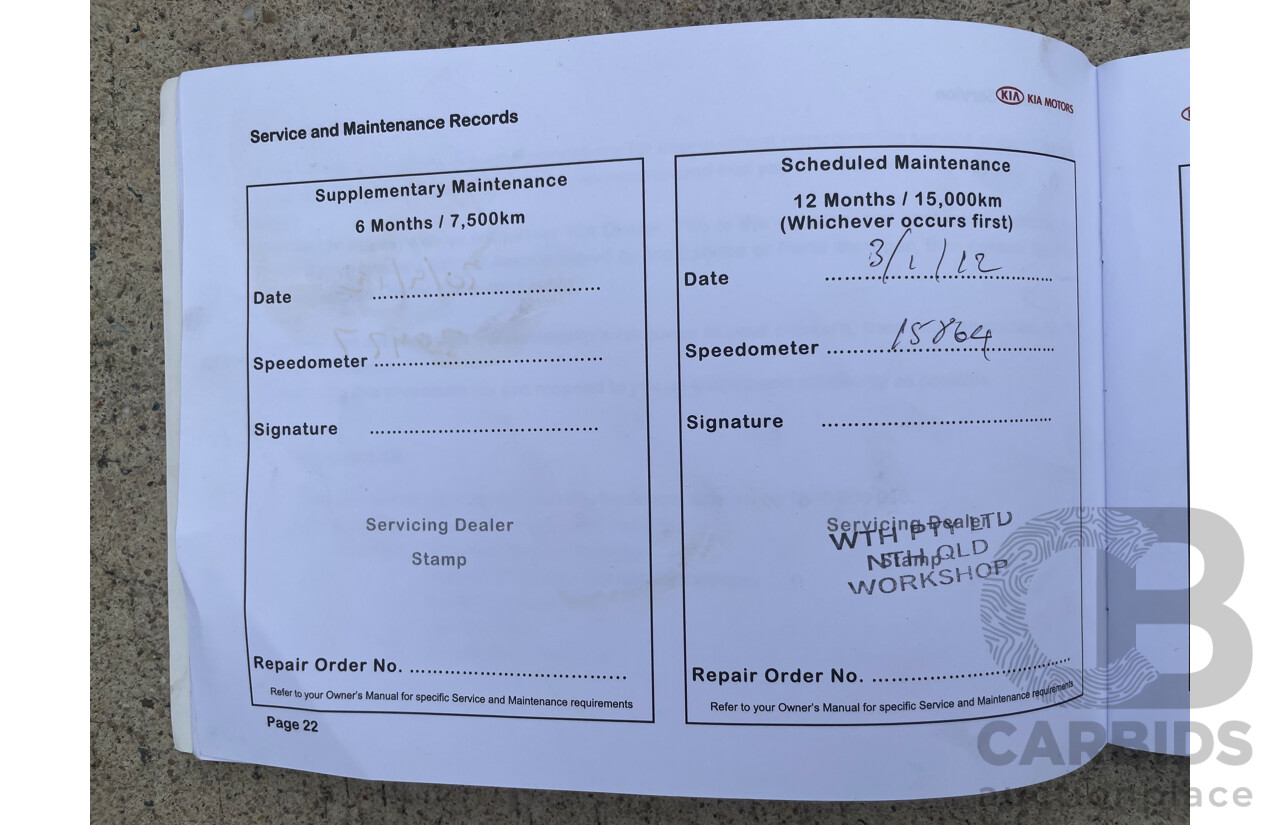 KIA KIA MOTORS
Service and Maintenance Records
Supplementary Maintenance
6 Months / 7,500km
Date ........................................
Speedometer ........................................
Signature ........................................
Servicing Dealer
Stamp
Repair Order No. ........................................
Refer to your Owner's Manual for specific Service and Maintenance requirements
Scheduled Maintenance
12 Months / 15,000km
(Whichever occurs first)
Date 3/1/12
Speedometer 15864
Signature ........................................
Servicing Dealer
WTH PTY LTD
Stamp
NTH QLD
WORKSHOP
Repair Order No. ........................................
Refer to your Owner's Manual for specific Service and Maintenance requirements
Page 22
CB
CARBIDS